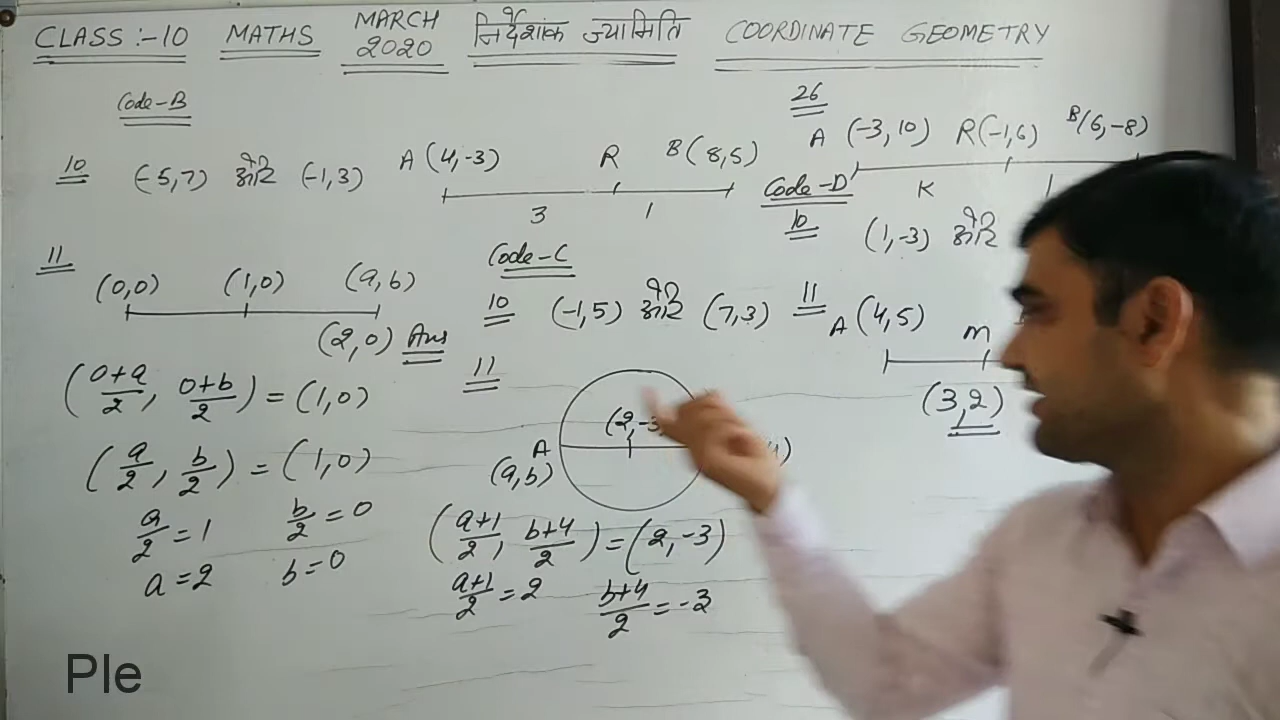 CLASS :- 10 MATHS MARCH 2020 निर्देशांक ज्यामिति COORDINATE GEOMETRY
Code-B
10 (-5,7) और (-1,3) A (4,-3) R B (8,5)
3 1
26
A (-3,10) R(-1,6) B(6,-8)
K 1
11
(0,0) (1,0) (a,b)
(2,0) Ans
(0+a/2, 0+b/2) = (1,0)
(a/2, b/2) = (1,0)
a/2 = 1 b/2 = 0
a = 2 b = 0
Code-C
10 (-1,5) और (7,3)
11
(2,-3)
A
(a,b)
(a+1/2, b+4/2) = (2,-3)
a+1/2 = 2 b+4/2 = -3
Code-D
10 (1,-3) और
11 A (4,5) m
(3,2)
Ple